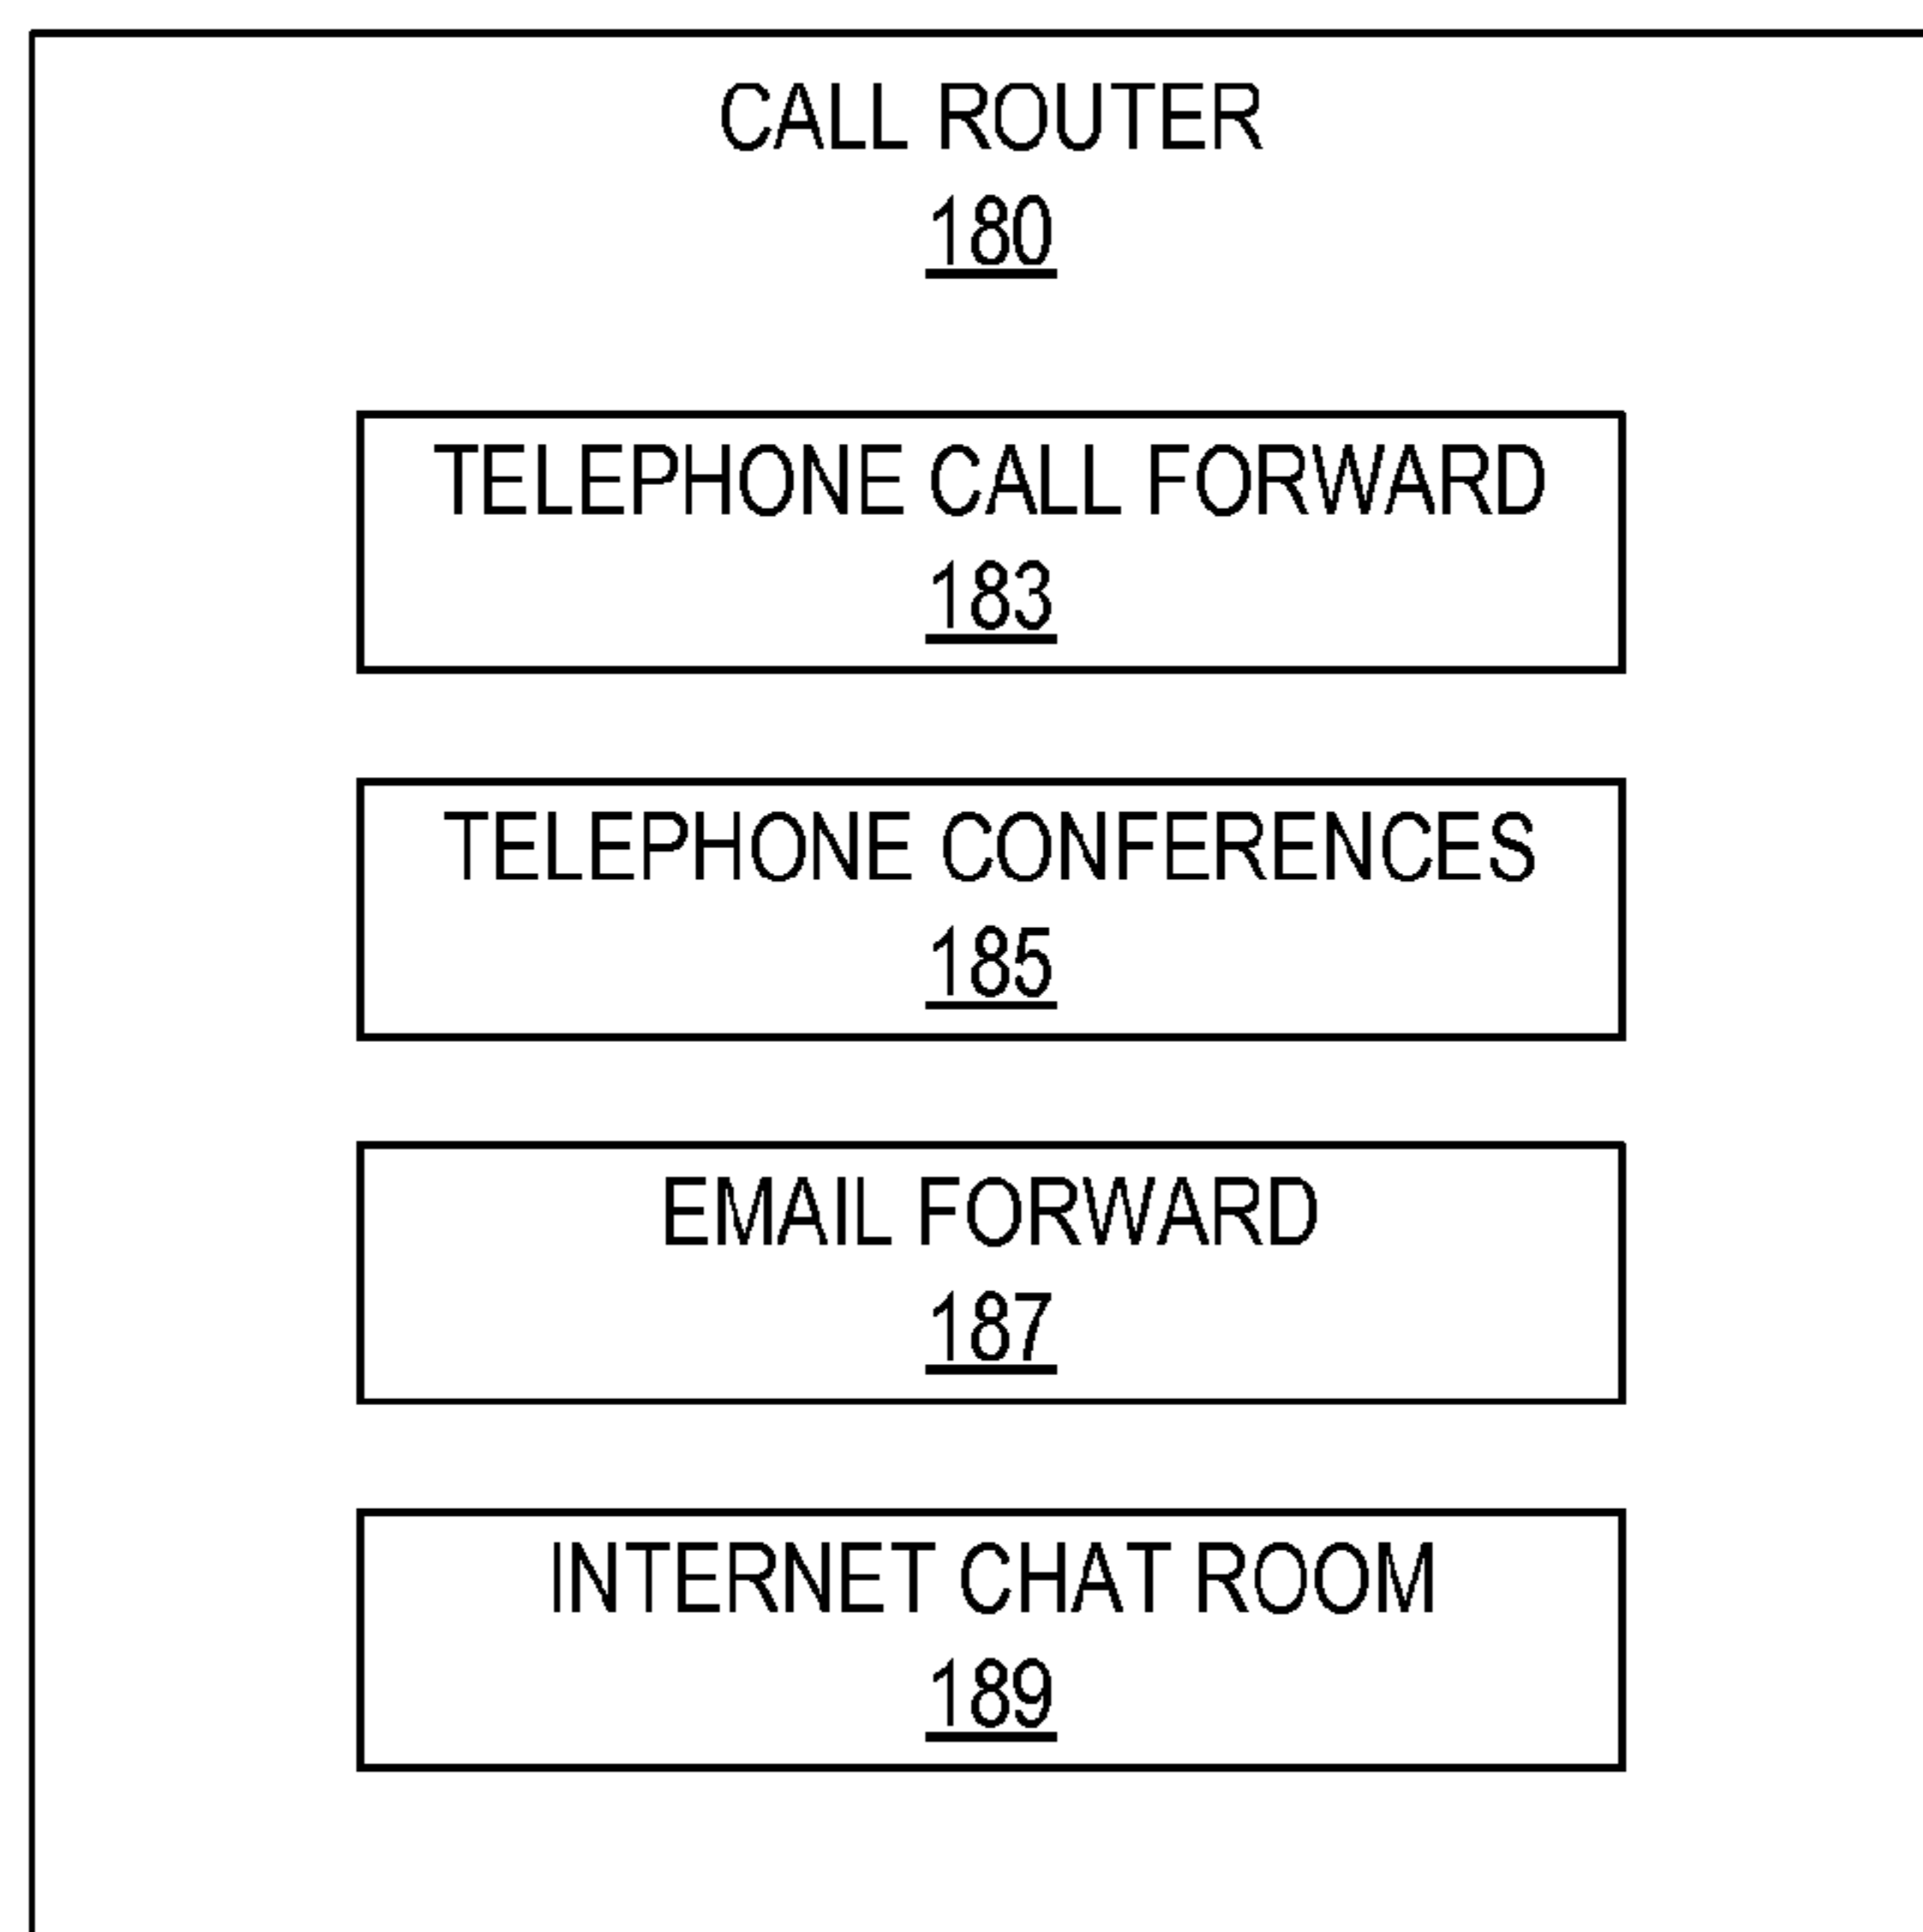 CALL ROUTER
180
TELEPHONE CALL FORWARD
183
TELEPHONE CONFERENCES
185
EMAIL FORWARD
187
INTERNET CHAT ROOM
189